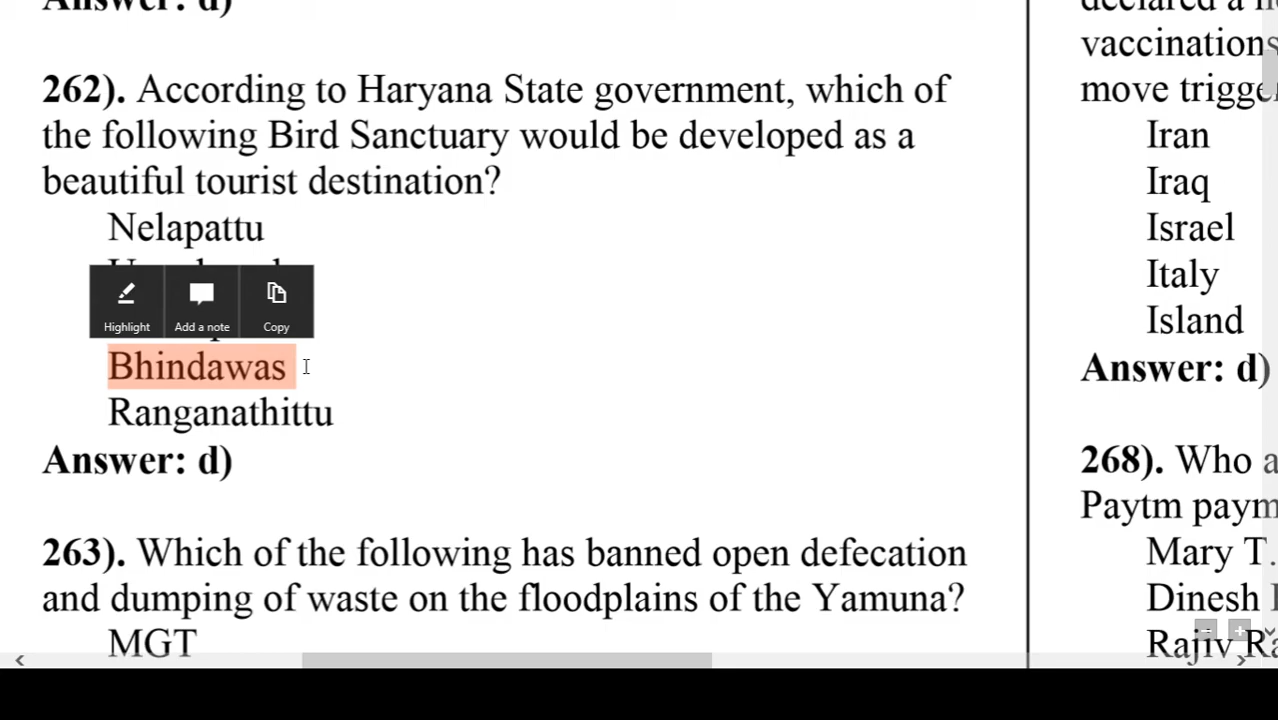 Answer: d)
262). According to Haryana State government, which of
the following Bird Sanctuary would be developed as a
beautiful tourist destination?
Nelapattu
Highlight
Add a note
Copy
Bhindawas
Ranganathittu
Answer: d)
263). Which of the following has banned open defecation
and dumping of waste on the floodplains of the Yamuna?
MGT
declared a
vaccinations
move
Iran
Iraq
Israel
Italy
Island
Answer: d)
268). Who
Paytm
Mary T.
Dinesh
Rajiv